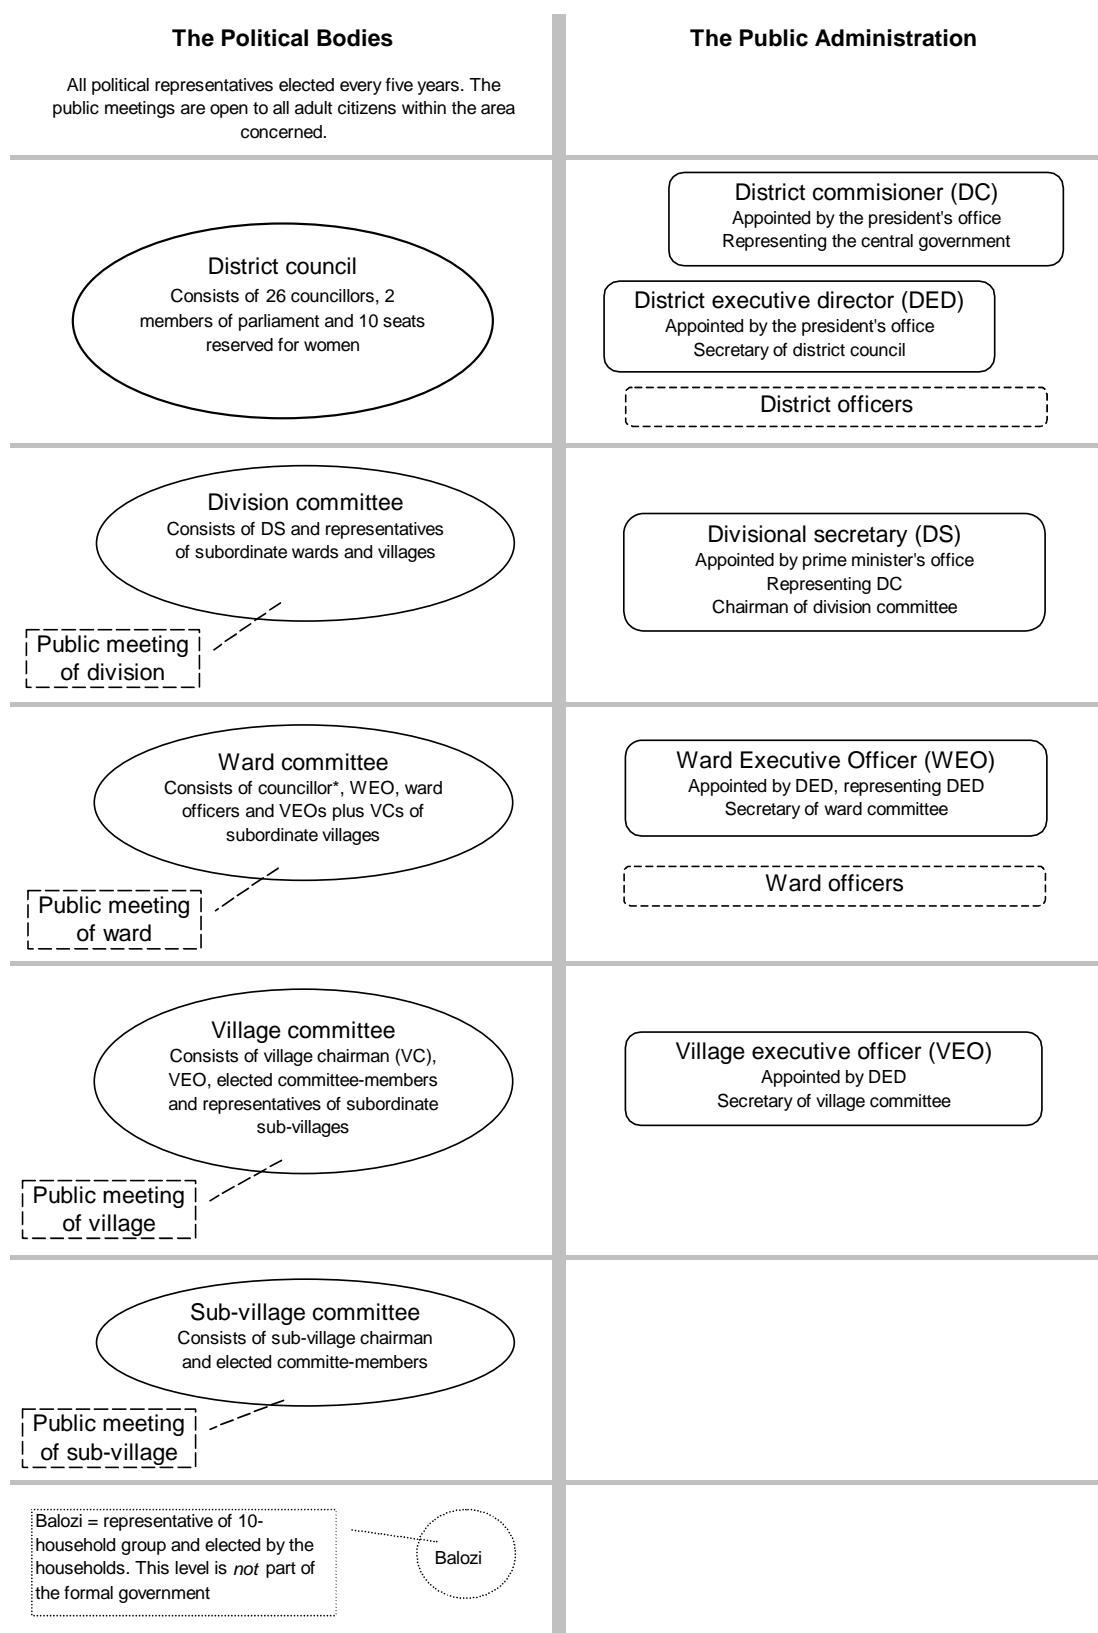 The Political Bodies
The Public Administration
All political representatives elected every five years. The
public meetings are open to all adult citizens within the area
concerned.
District council
Consists of 26 councillors, 2
members of parliament and 10 seats
reserved for women
District commisioner (DC)
Appointed by the president's office
Representing the central government
District executive director (DED)
Appointed by the president's office
Secretary of district council
District officers
Division committee
Consists of DS and representatives
of subordinate wards and villages
Public meeting
of division
Divisional secretary (DS)
Appointed by prime minister's office
Representing DC
Chairman of division committee
Ward committee
Consists of councillor*, WEO, ward
officers and VEOs plus VCs of
subordinate villages
Public meeting
of ward
Ward Executive Officer (WEO)
Appointed by DED, representing DED
Secretary of ward committee
Ward officers
Village committee
Consists of village chairman (VC),
VEO, elected committee-members
and representatives of subordinate
sub-villages
Public meeting
of village
Village executive officer (VEO)
Appointed by DED
Secretary of village committee
Sub-village committee
Consists of sub-village chairman
and elected committe-members
Public meeting
of sub-village
Balozi = representative of 10-
household group and elected by the
households. This level is not part of
the formal government
Balozi